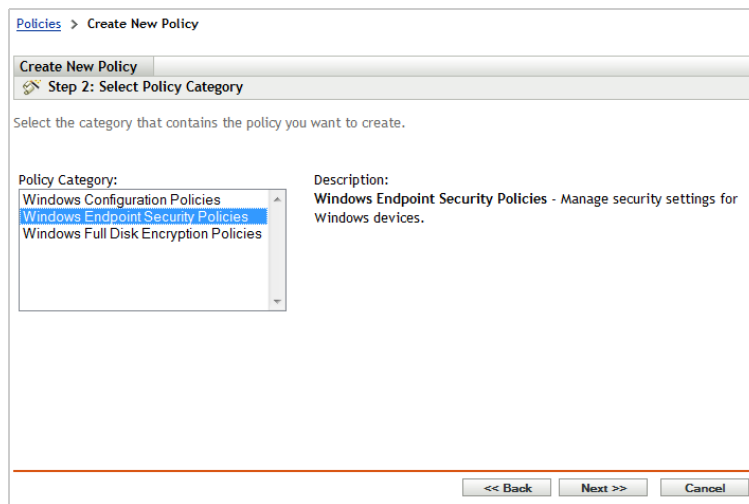 Policies > Create New Policy
Create New Policy
Step 2: Select Policy Category
Select the category that contains the policy you want to create.
Policy Category:
Windows Configuration Policies
Windows Endpoint Security Policies
Windows Full Disk Encryption Policies
Description:
Windows Endpoint Security Policies - Manage security settings for
Windows devices.
<< Back Next >> Cancel